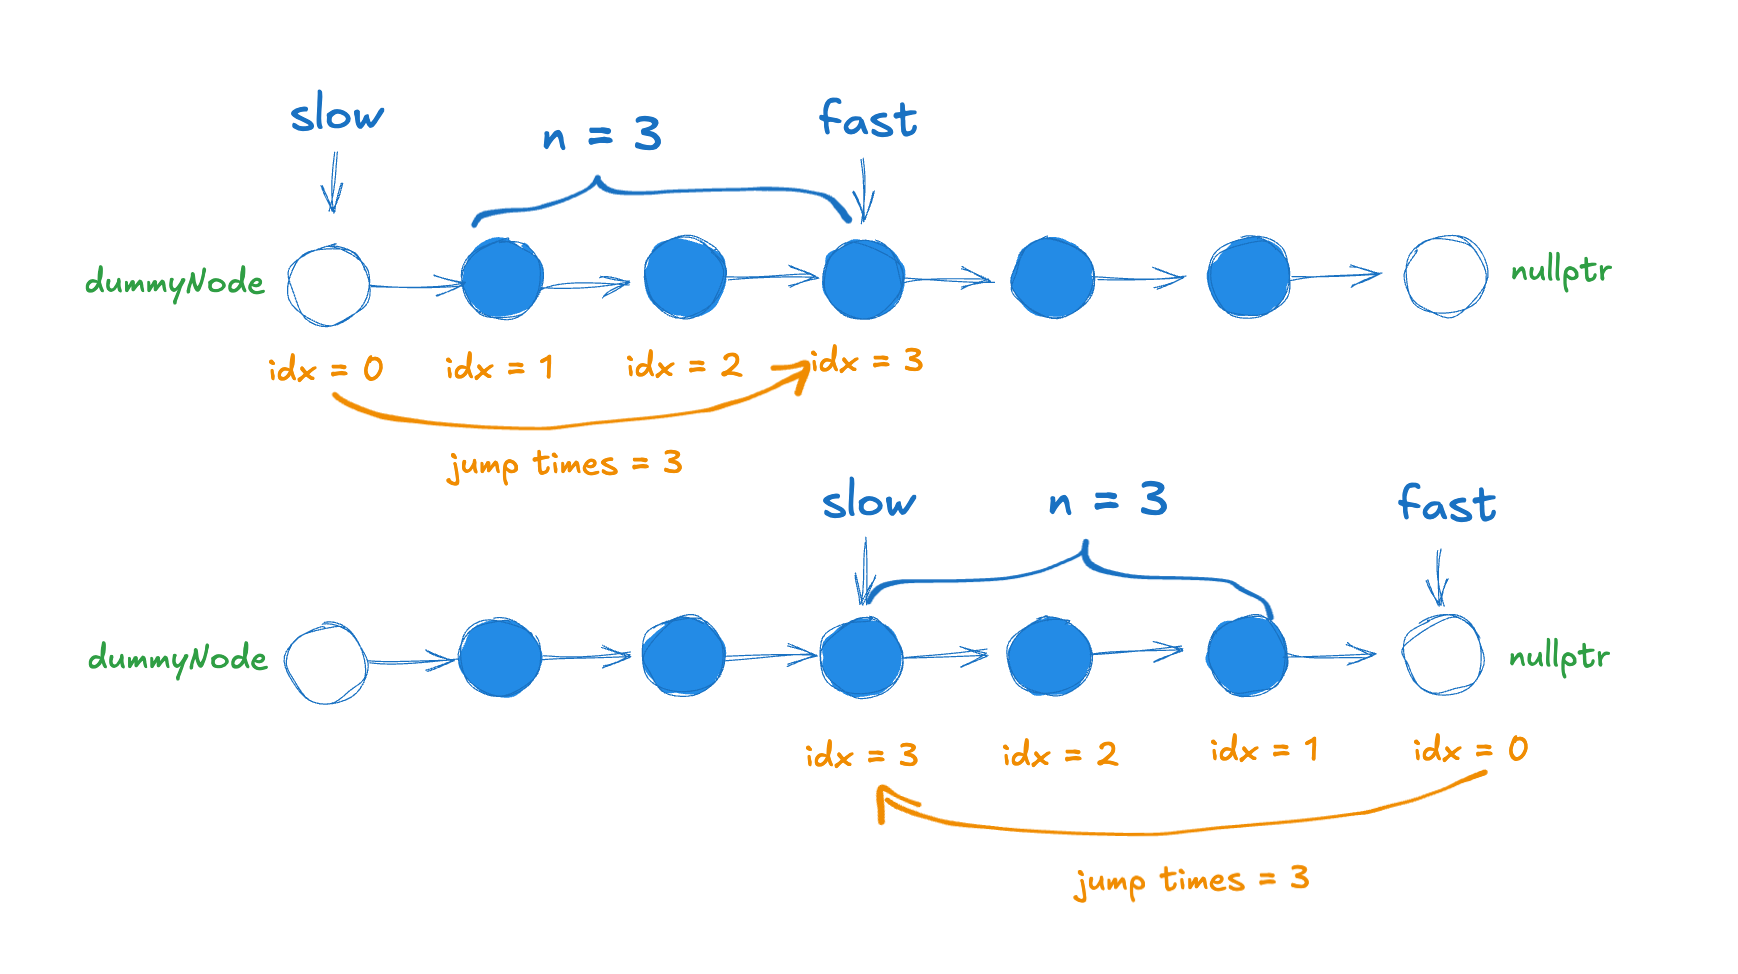 slow
n = 3
fast
dummyNode
nullptr
idx = 0
idx = 1
idx = 2
idx = 3
jump times = 3
slow
n = 3
fast
dummyNode
nullptr
idx = 3
idx = 2
idx = 1
idx = 0
jump times = 3